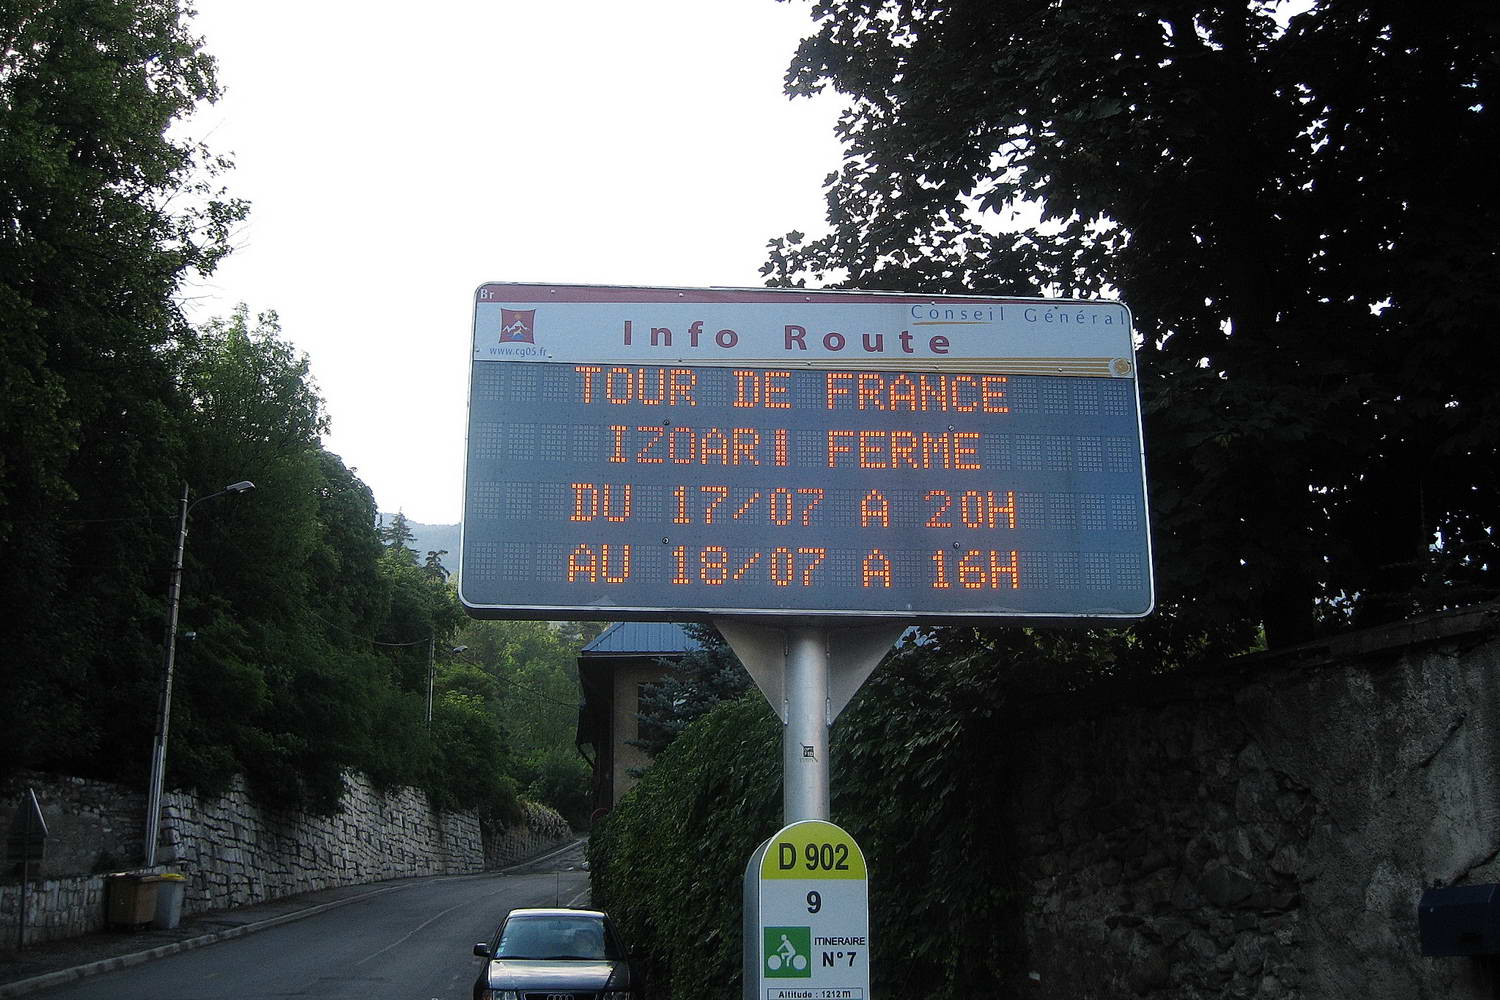 Br
Conseil Général
Info Route
www.cg05.fr
TOUR DE FRANCE
IZOARI FERME
DU 17/07 A 20H
AU 18/07 A 16H
D 902
9
ITINERAIRE
N° 7
Altitude : 1212 m